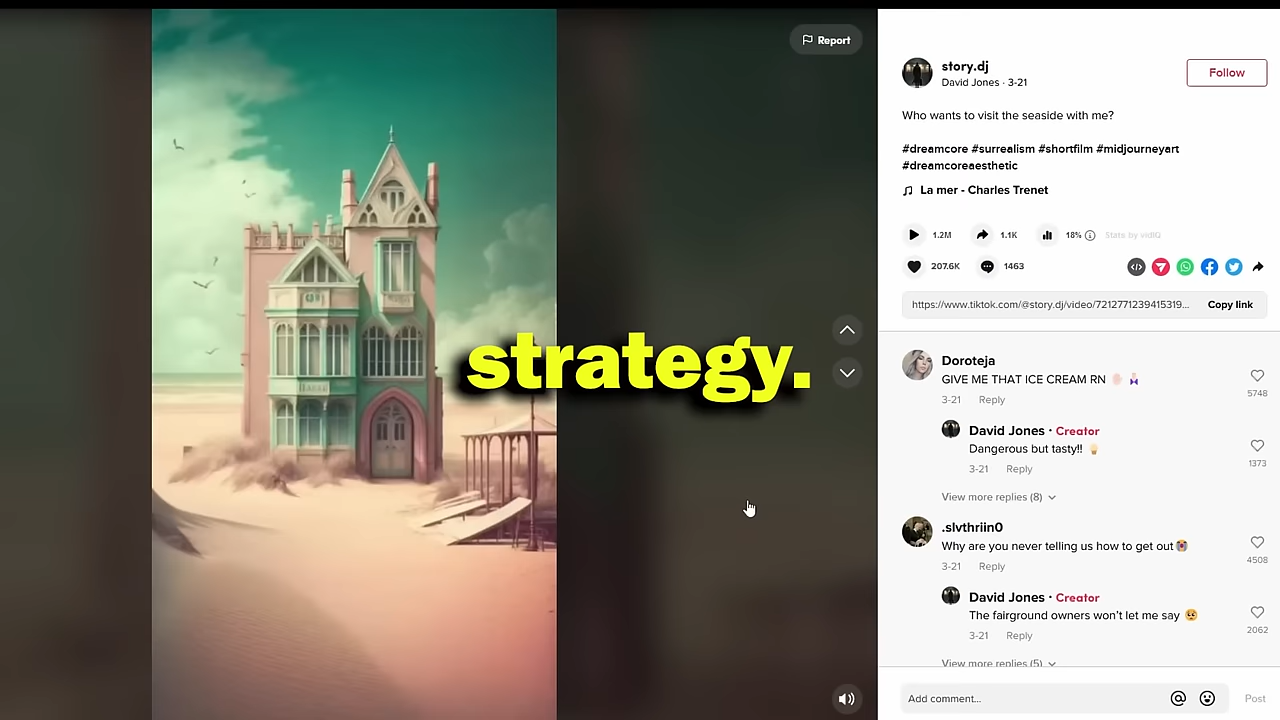 Report
strategy.
story.dj
David Jones · 3-21
Follow
Who wants to visit the seaside with me?
#dreamcore #surrealism #shortfilm #midjourneyart
#dreamcoreaesthetic
La mer - Charles Trenet
1.2M
1.1K
18%
Stats by vidIQ
207.6K
1463
https://www.tiktok.com/@story.dj/video/7212771239415319...
Copy link
Doroteja
GIVE ME THAT ICE CREAM RN
3-21 Reply
5748
David Jones · Creator
Dangerous but tasty!!
3-21 Reply
1373
View more replies (8)
.slvthriin0
Why are you never telling us how to get out
3-21 Reply
4508
David Jones · Creator
The fairground owners won't let me say
3-21 Reply
2062
View more replies (5)
Add comment...
Post